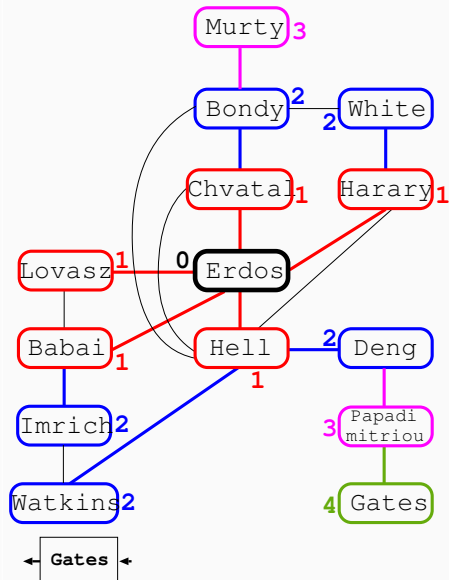 Murty 3
Bondy 2
2 White
Chvatal 1
Harary 1
Lovasz 1
0 Erdos
Babai 1
Hell 1
2 Deng
Imrich 2
3 Papadi
mitriou
Watkins 2
4 Gates
Gates